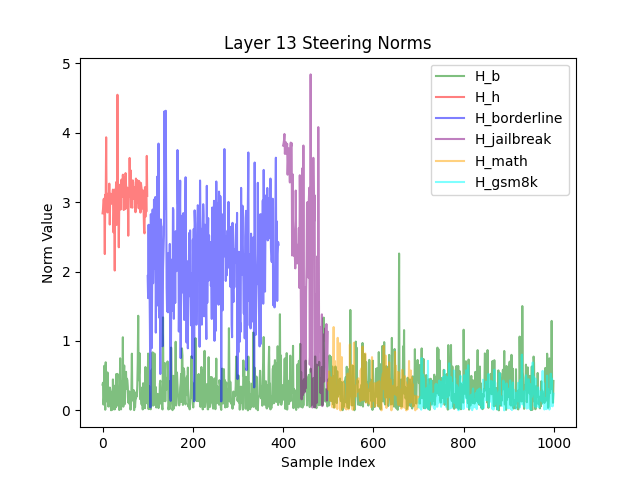 Layer 13 Steering Norms
5
4
3
2
1
0
Norm Value
0
200
400
600
800
1000
Sample Index
H_b
H_h
H_borderline
H_jailbreak
H_math
H_gsm8k